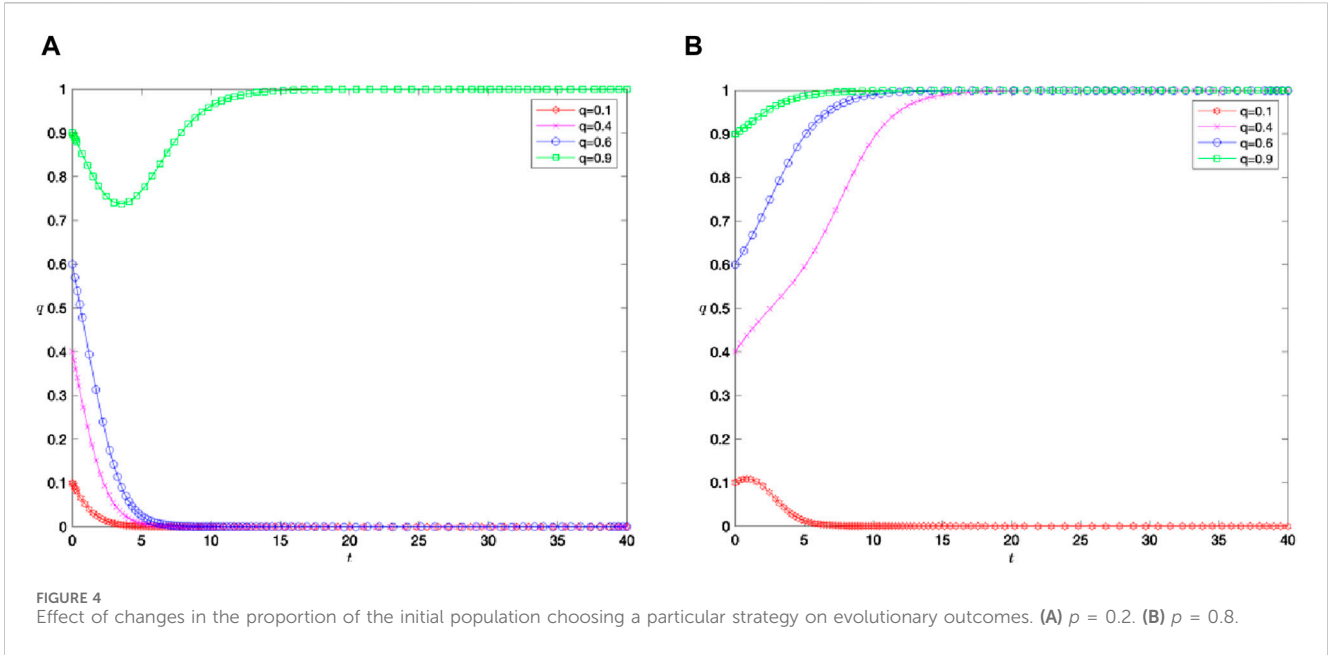 A
B
1
0.9
0.8
0.7
0.6
q 0.5
0.4
0.3
0.2
0.1
0
0 5 10 15 20 25 30 35 40
t
q=0.1
q=0.4
q=0.6
q=0.9
1
0.9
0.8
0.7
0.6
q 0.5
0.4
0.3
0.2
0.1
0
0 5 10 15 20 25 30 35 40
t
q=0.1
q=0.4
q=0.6
q=0.9
FIGURE 4
Effect of changes in the proportion of the initial population choosing a particular strategy on evolutionary outcomes. (A) p = 0.2. (B) p = 0.8.